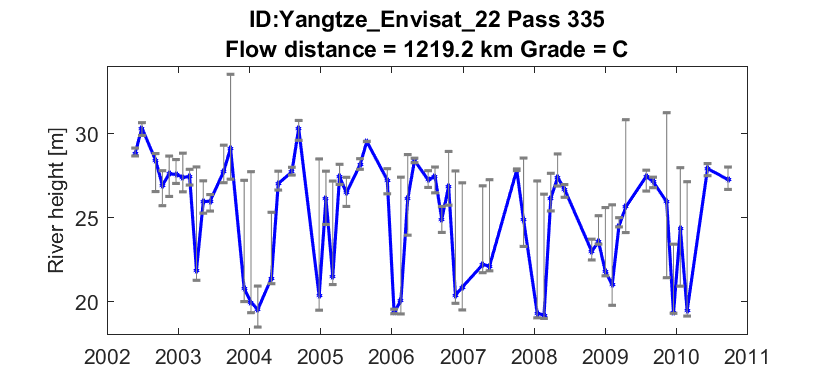 ID:Yangtze_Envisat_22 Pass 335
Flow distance = 1219.2 km Grade = C
River height [m]
30
25
20
2002 2003 2004 2005 2006 2007 2008 2009 2010 2011